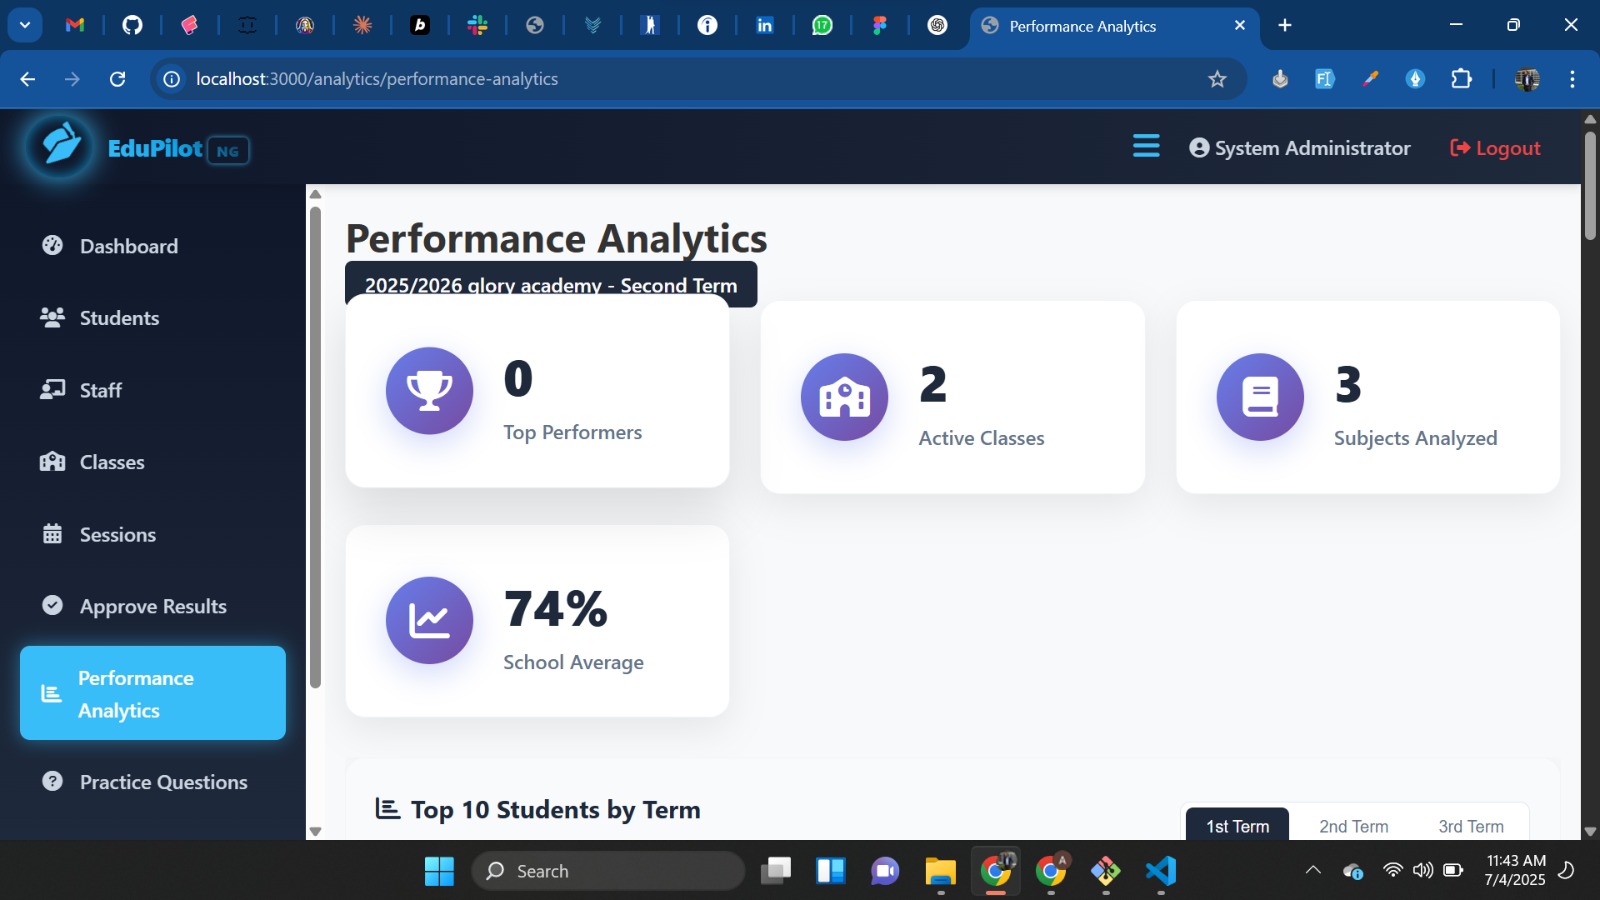 Performance Analytics
localhost:3000/analytics/performance-analytics
EduPilot NG
System Administrator
Logout
Dashboard
Students
Staff
Classes
Sessions
Approve Results
Performance
Analytics
Practice Questions
Performance Analytics
2025/2026 glory academy - Second Term
0
Top Performers
2
Active Classes
3
Subjects Analyzed
74%
School Average
Top 10 Students by Term
1st Term
2nd Term
3rd Term
Search
11:43 AM
7/4/2025
17
A